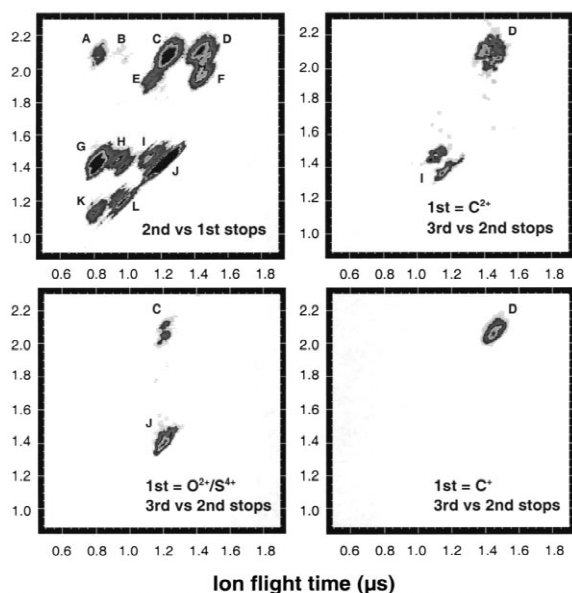 2.2
2.0
1.8
1.6
1.4
1.2
1.0
A B C D
E F
G H I
J
K L
2nd vs 1st stops
0.6 0.8 1.0 1.2 1.4 1.6 1.8
2.2
2.0
1.8
1.6
1.4
1.2
1.0
D
I
1st = C²⁺
3rd vs 2nd stops
0.6 0.8 1.0 1.2 1.4 1.6 1.8
2.2
2.0
1.8
1.6
1.4
1.2
1.0
C
J
1st = O²⁺/S⁴⁺
3rd vs 2nd stops
0.6 0.8 1.0 1.2 1.4 1.6 1.8
2.2
2.0
1.8
1.6
1.4
1.2
1.0
D
1st = C⁺
3rd vs 2nd stops
0.6 0.8 1.0 1.2 1.4 1.6 1.8
Ion flight time (µs)